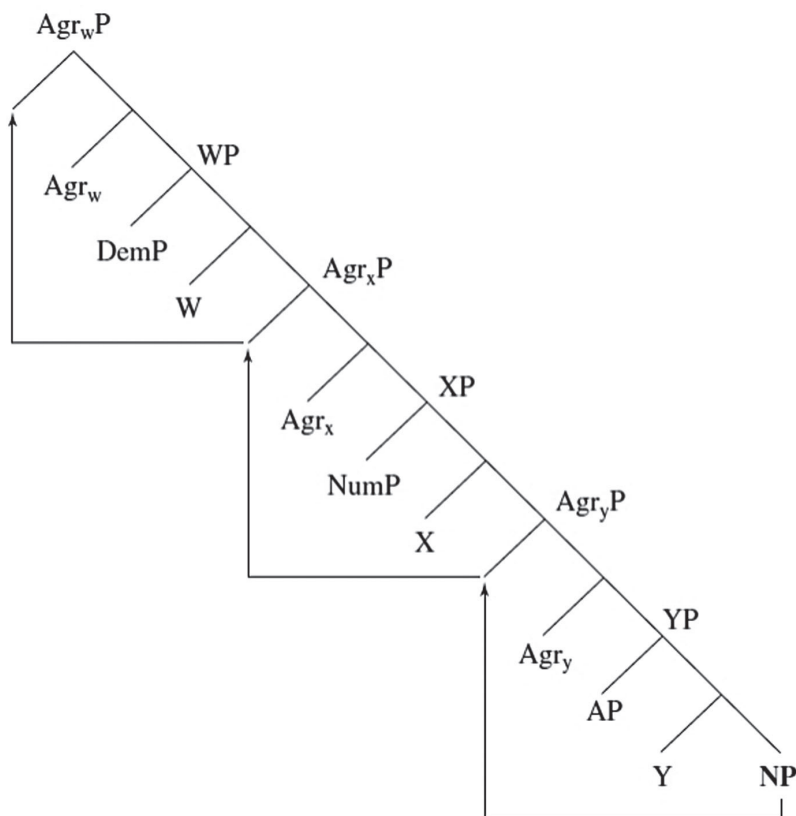 AgrwP
WP
Agrw
DemP
AgrxP
W
XP
Agrx
NumP
AgryP
X
YP
Agry
AP
Y NP